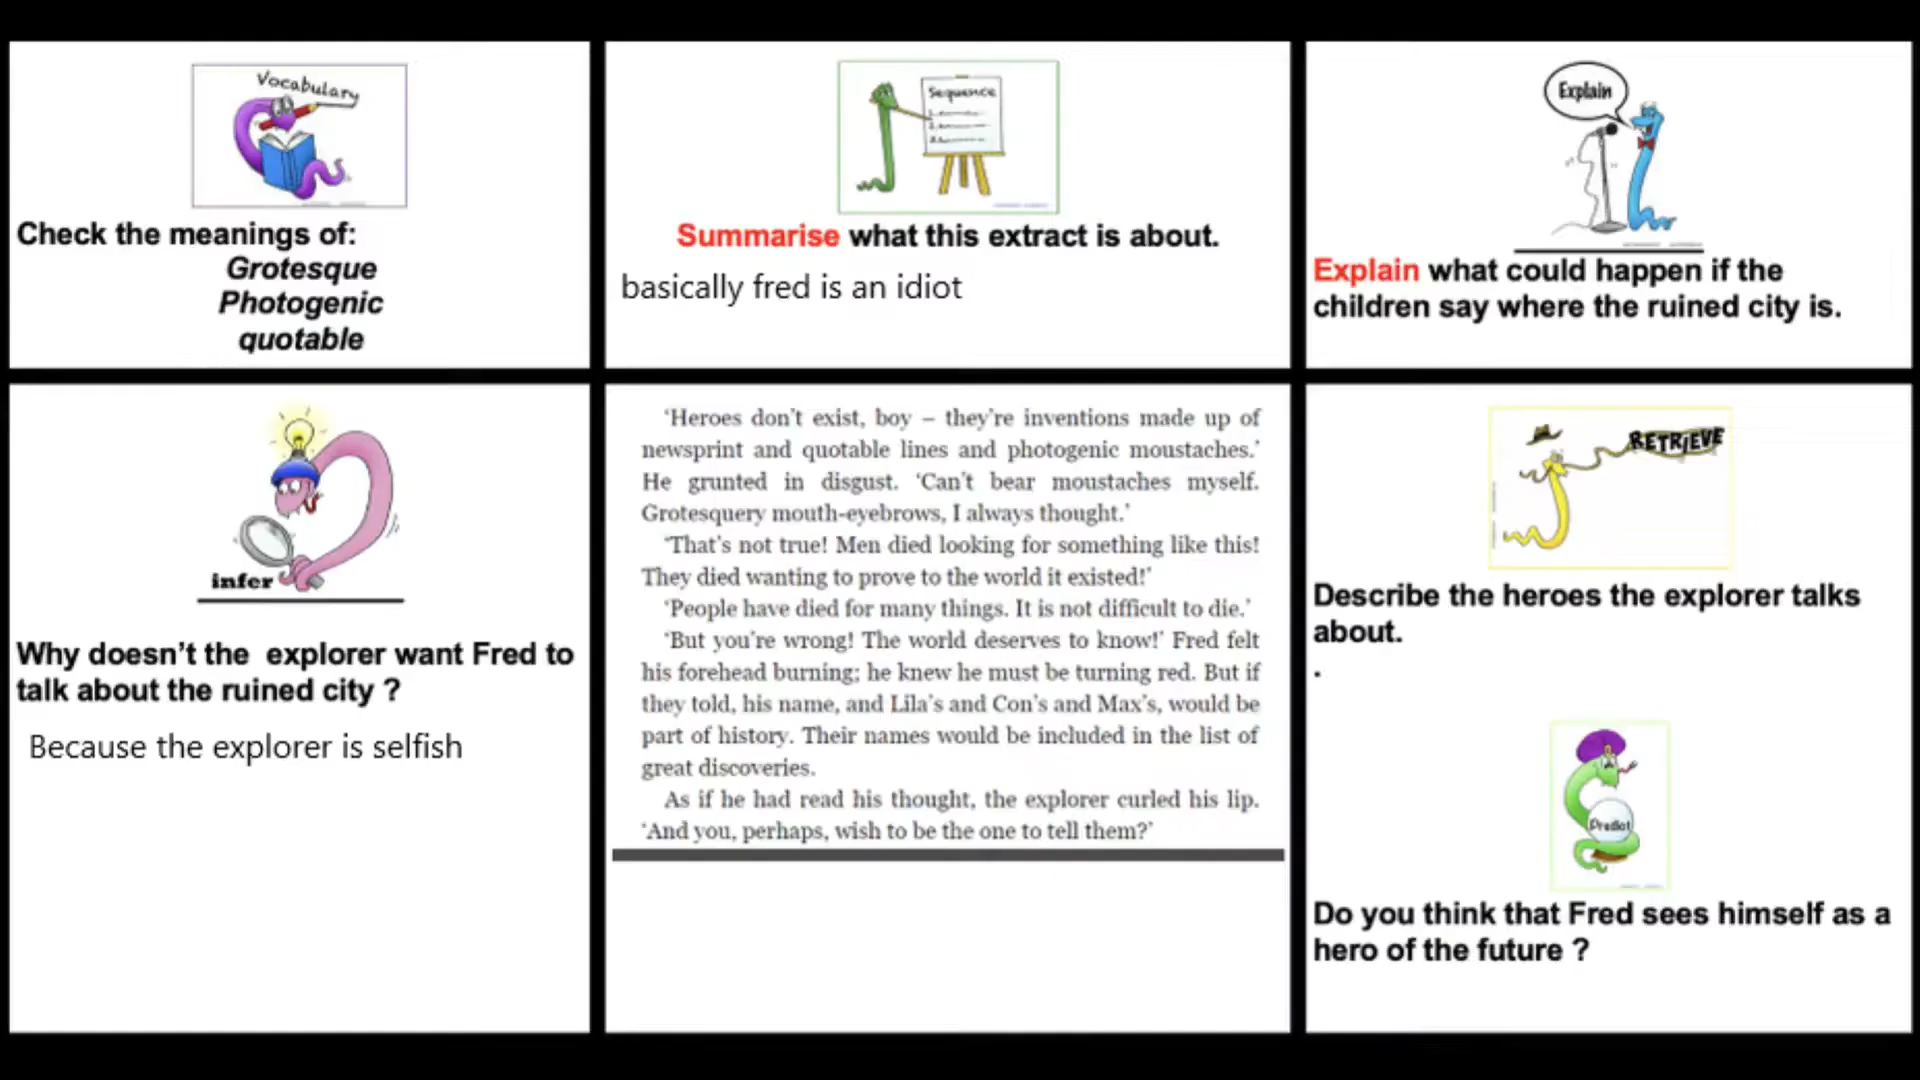 Vocabulary
Check the meanings of:
Grotesque
Photogenic
quotable
Sequence
1.
2.
3.
Summarise what this extract is about.
basically fred is an idiot
Explain
Explain what could happen if the
children say where the ruined city is.
infer
Why doesn’t the  explorer want Fred to
talk about the ruined city ?
Because the explorer is selfish
‘Heroes don’t exist, boy – they’re inventions made up of
newsprint and quotable lines and photogenic moustaches.’
He grunted in disgust. ‘Can’t bear moustaches myself.
Grotesquery mouth-eyebrows, I always thought.’
‘That’s not true! Men died looking for something like this!
They died wanting to prove to the world it existed!’
‘People have died for many things. It is not difficult to die.’
‘But you’re wrong! The world deserves to know!’ Fred felt
his forehead burning; he knew he must be turning red. But if
they told, his name, and Lila’s and Con’s and Max’s, would be
part of history. Their names would be included in the list of
great discoveries.
As if he had read his thought, the explorer curled his lip.
‘And you, perhaps, wish to be the one to tell them?’
RETRIEVE
Describe the heroes the explorer talks
about.
.
Predict
Do you think that Fred sees himself as a
hero of the future ?